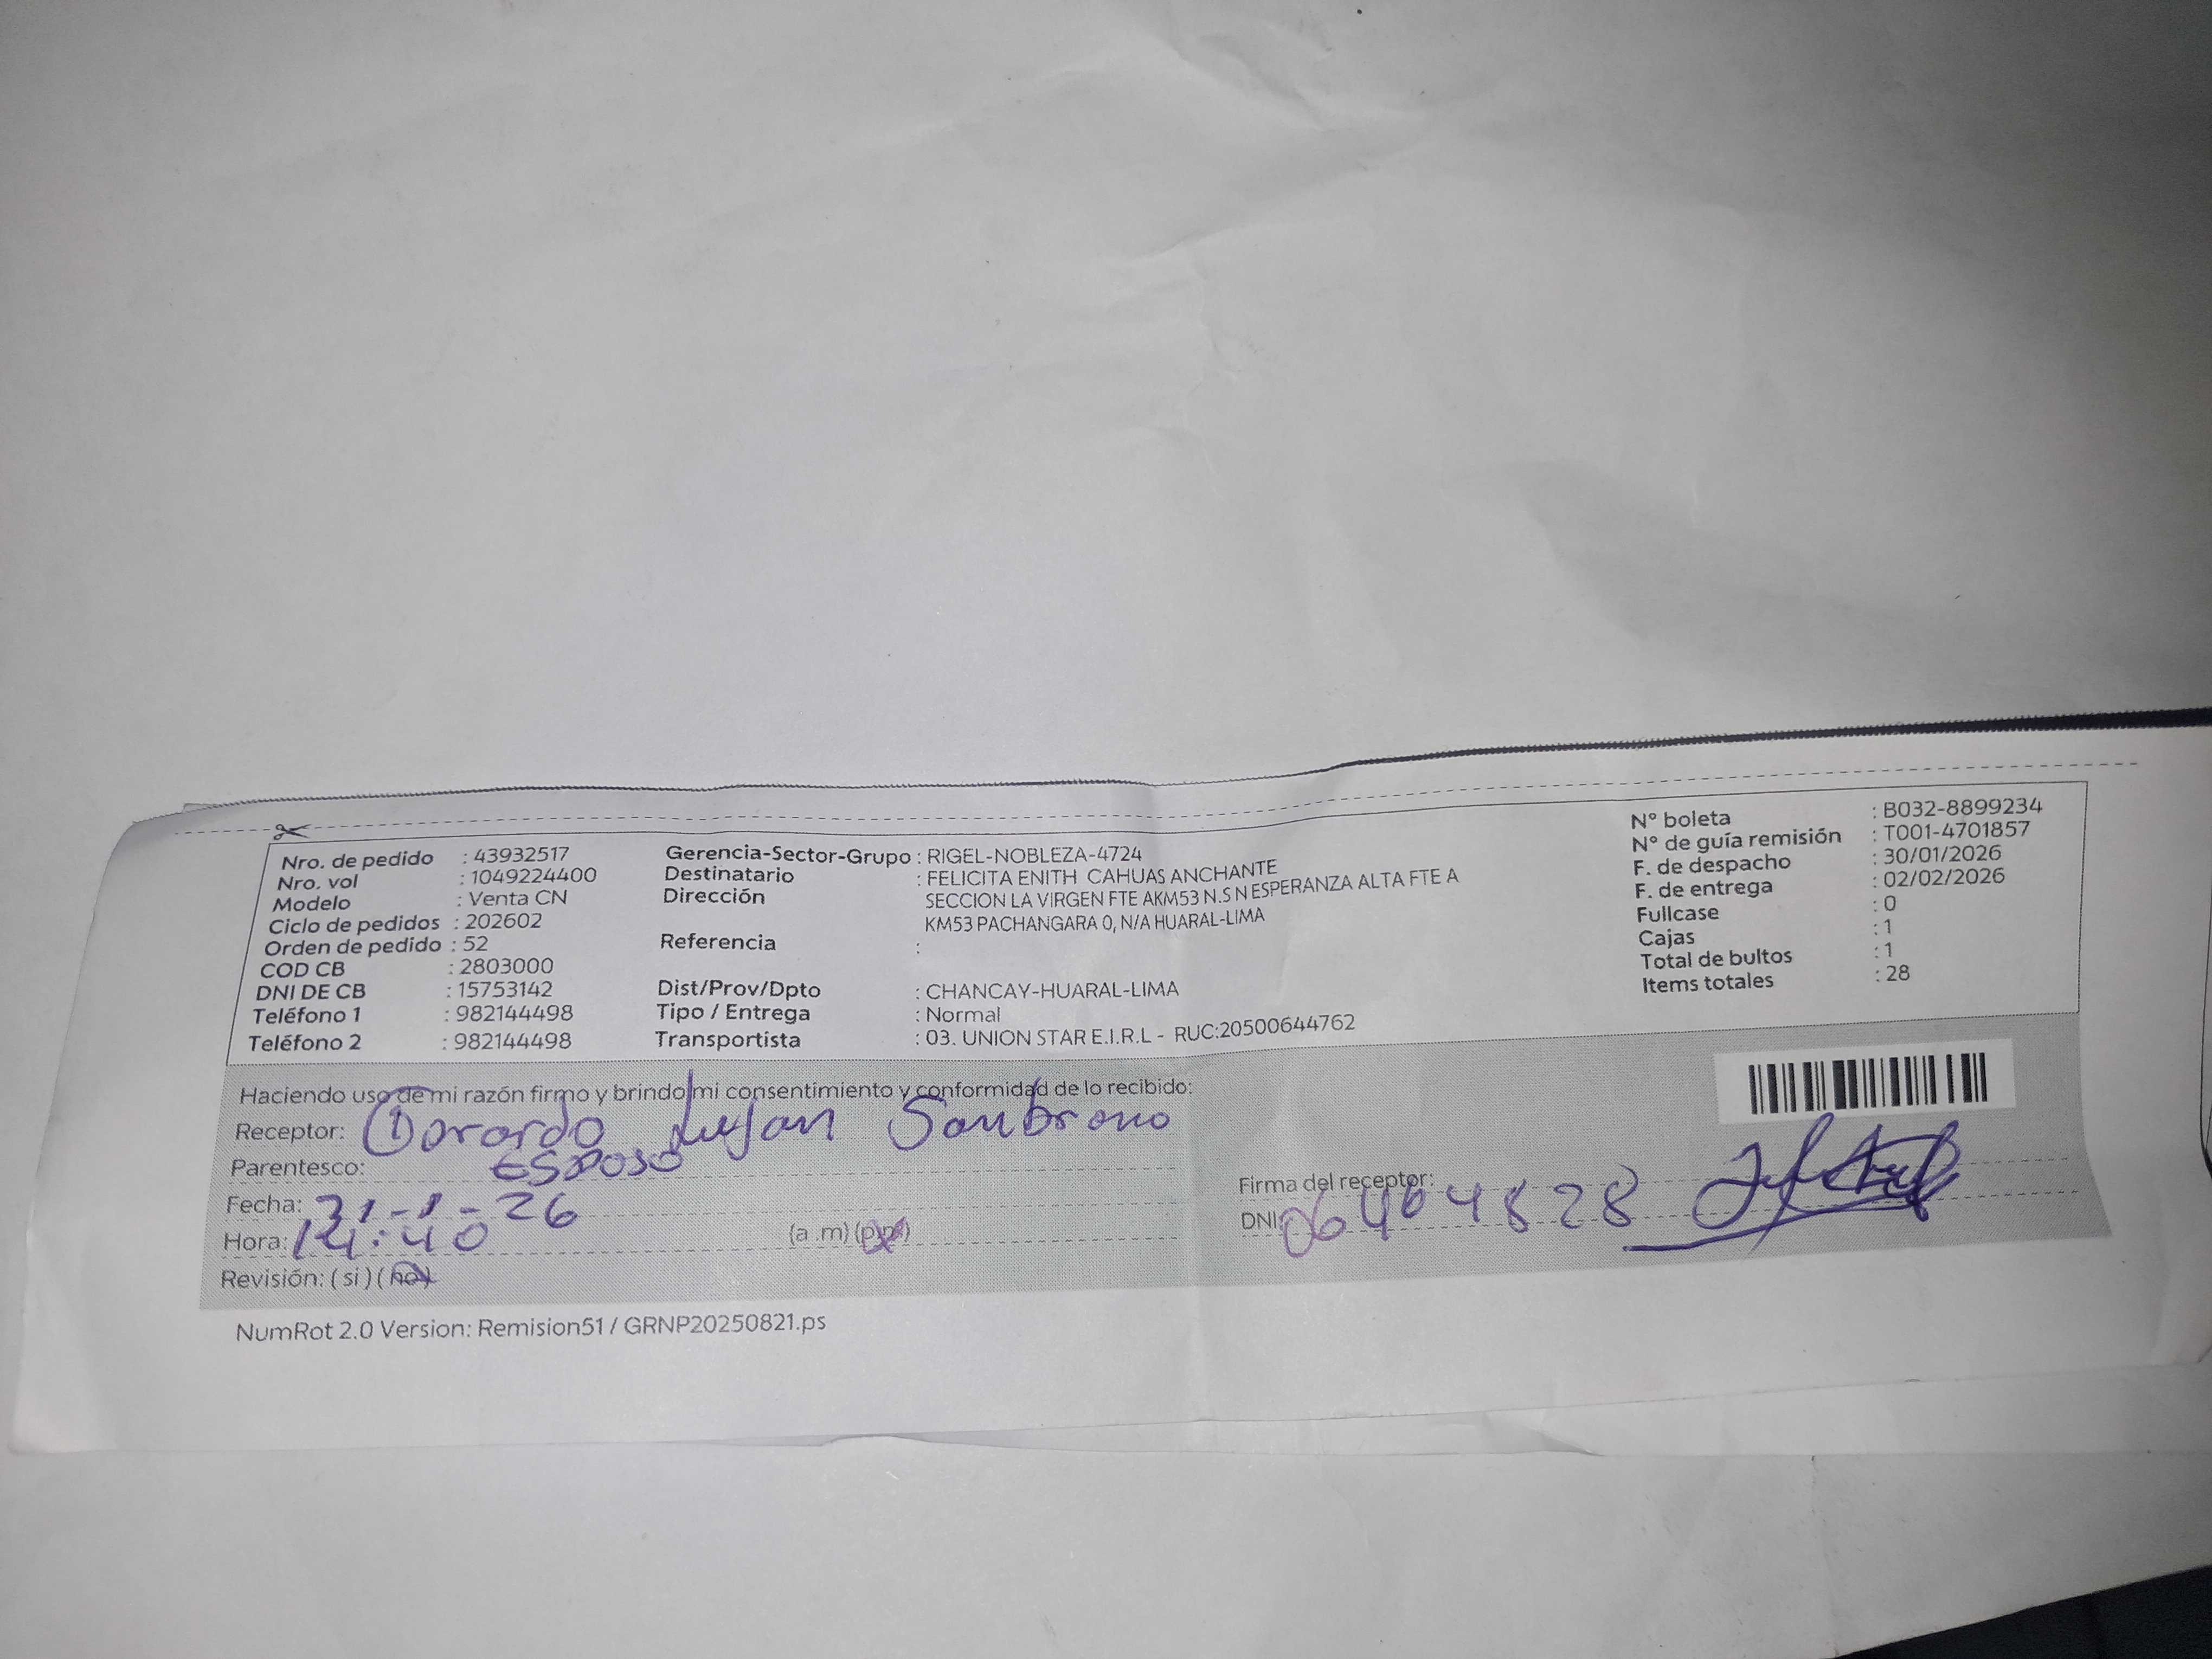 Nro. de pedido : 43932517
Nro. vol : 1049224400
Modelo : Venta CN
Ciclo de pedidos : 202602
Orden de pedido : 52
COD CB : 2803000
DNI DE CB : 15753142
Teléfono 1 : 982144498
Teléfono 2 : 982144498
Gerencia-Sector-Grupo : RIGEL-NOBLEZA-4724
Destinatario : FELICITA ENITH CAHUAS ANCHANTE
Dirección SECCION LA VIRGEN FTE AKM53 N.S N ESPERANZA ALTA FTE A
KM53 PACHANGARA 0, N/A HUARAL-LIMA
Referencia :
Dist/Prov/Dpto : CHANCAY-HUARAL-LIMA
Tipo / Entrega : Normal
Transportista : 03. UNION STAR E.I.R.L - RUC:20500644762
N° boleta : B032-8899234
N° de guía remisión : T001-4701857
F. de despacho : 30/01/2026
F. de entrega : 02/02/2026
Fullcase : 0
Cajas : 1
Total de bultos : 1
Items totales : 28
Haciendo uso de mi razón firmo y brindo mi consentimiento y conformidad de lo recibido:
Receptor: Lujan Sambrano
Parentesco: ESPOSO
Fecha: 31-1-26
Hora: 14:40 (a .m) (p.m)
Revisión: ( si ) ( no )
Firma del receptor:
DNI: 06404828
NumRot 2.0 Version: Remision51 / GRNP20250821.ps